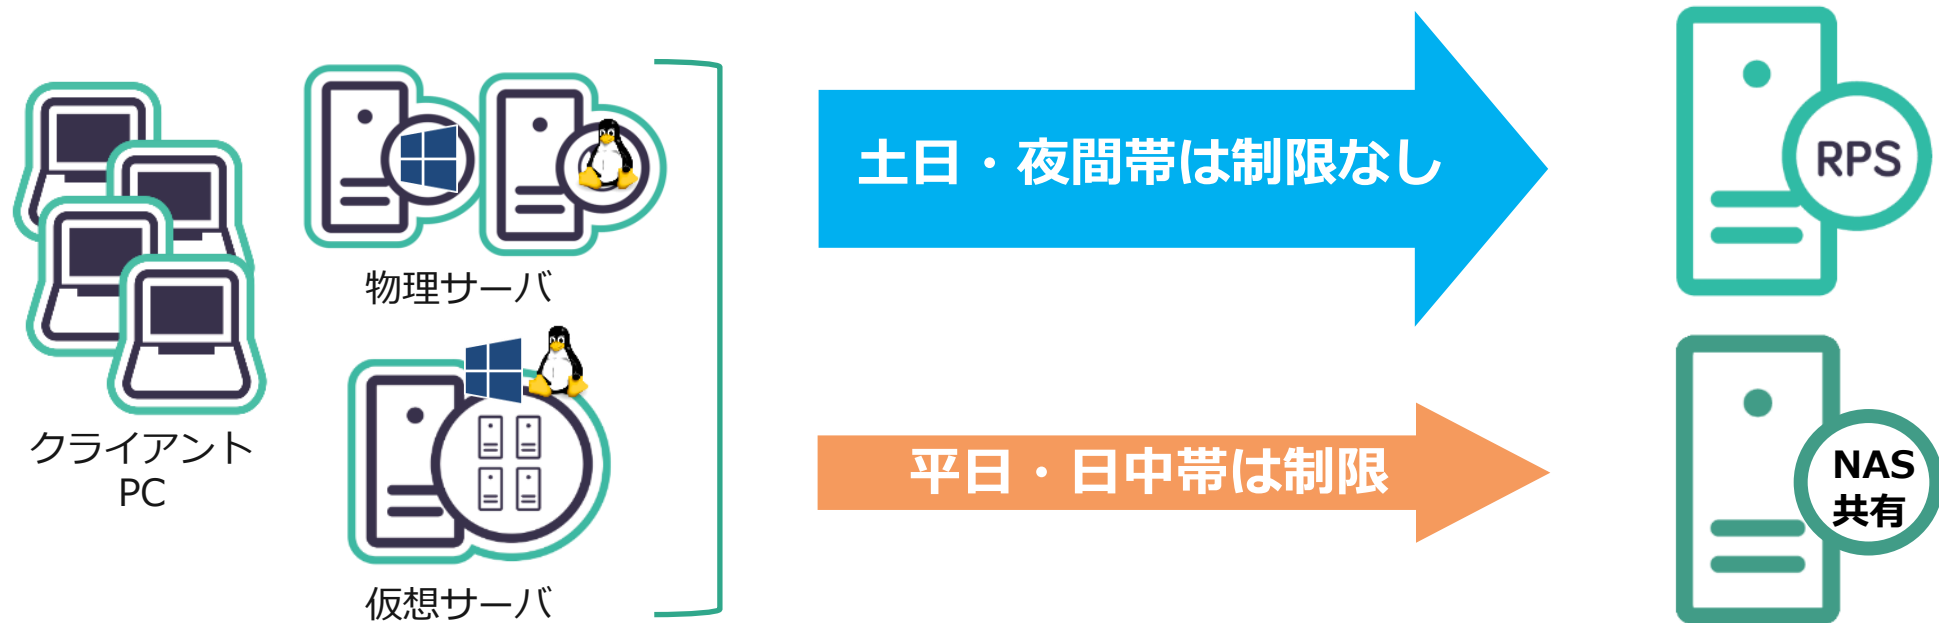 クライアント
PC
物理サーバ
仮想サーバ
土日・夜間帯は制限なし
平日・日中帯は制限
RPS
NAS
共有